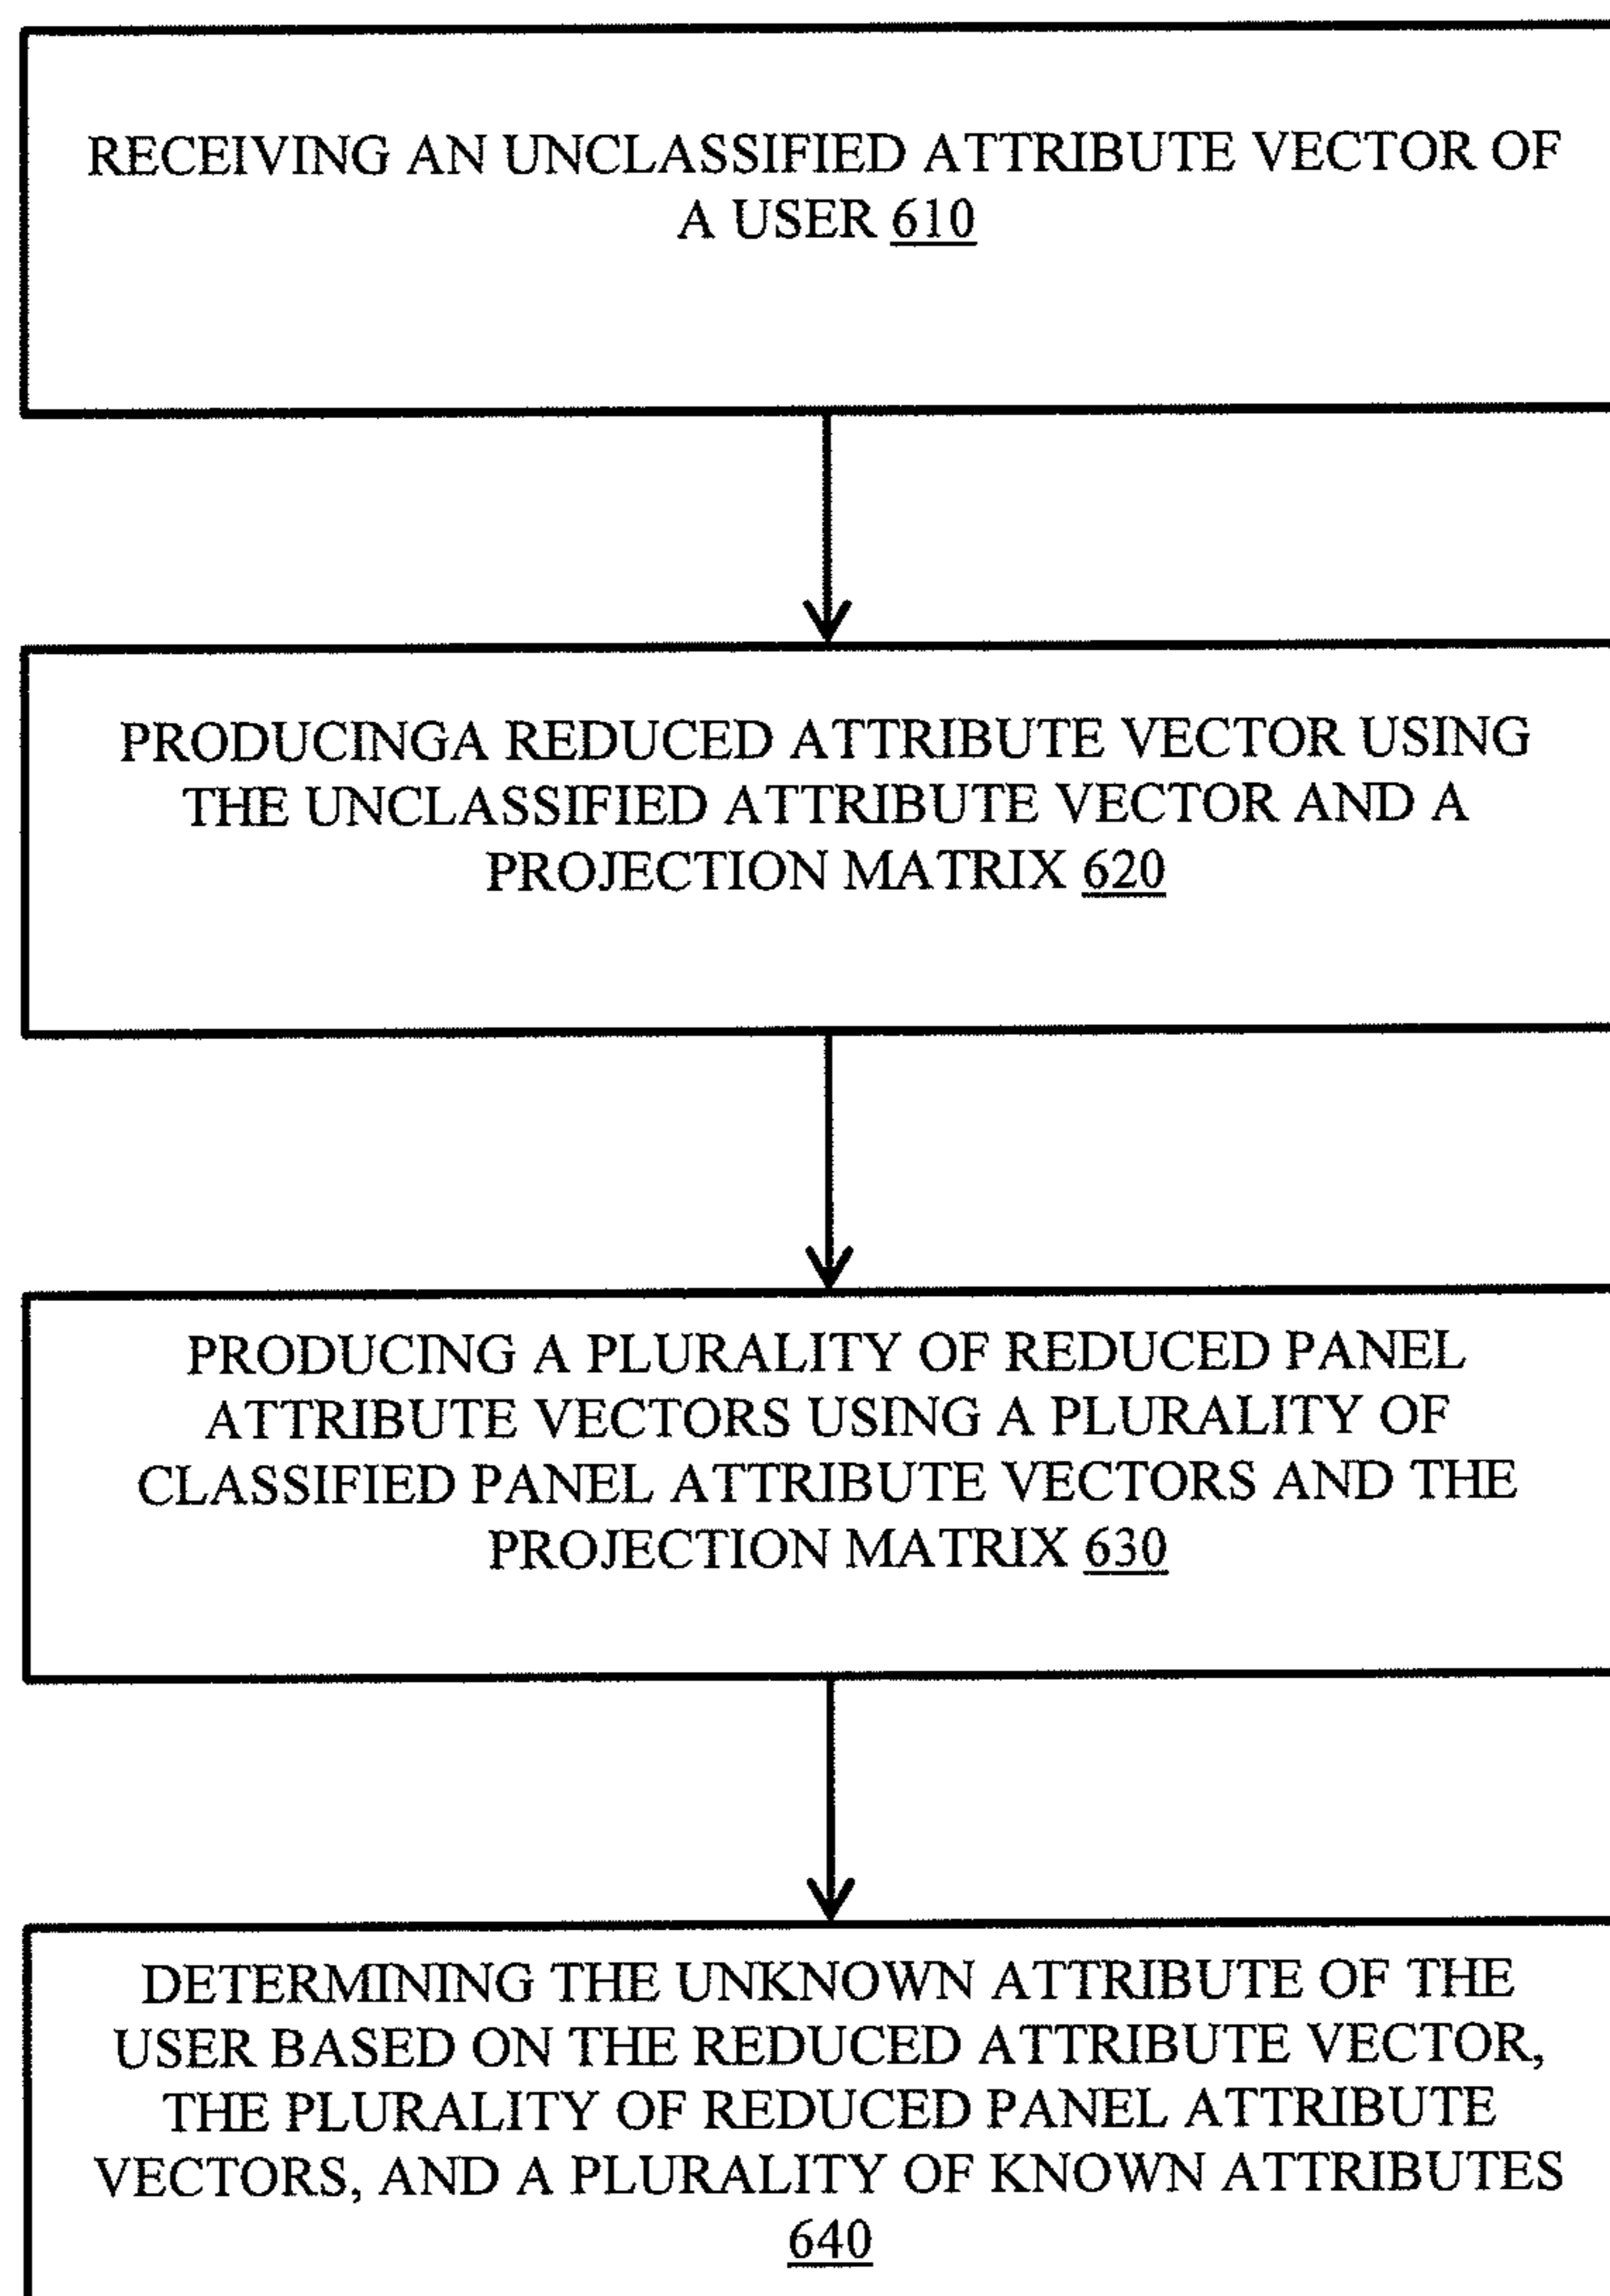 RECEIVING AN UNCLASSIFIED ATTRIBUTE VECTOR OF
A USER 610
PRODUCINGA REDUCED ATTRIBUTE VECTOR USING
THE UNCLASSIFIED ATTRIBUTE VECTOR AND A
PROJECTION MATRIX 620
PRODUCING A PLURALITY OF REDUCED PANEL
ATTRIBUTE VECTORS USING A PLURALITY OF
CLASSIFIED PANEL ATTRIBUTE VECTORS AND THE
PROJECTION MATRIX 630
DETERMINING THE UNKNOWN ATTRIBUTE OF THE
USER BASED ON THE REDUCED ATTRIBUTE VECTOR,
THE PLURALITY OF REDUCED PANEL ATTRIBUTE
VECTORS, AND A PLURALITY OF KNOWN ATTRIBUTES
640